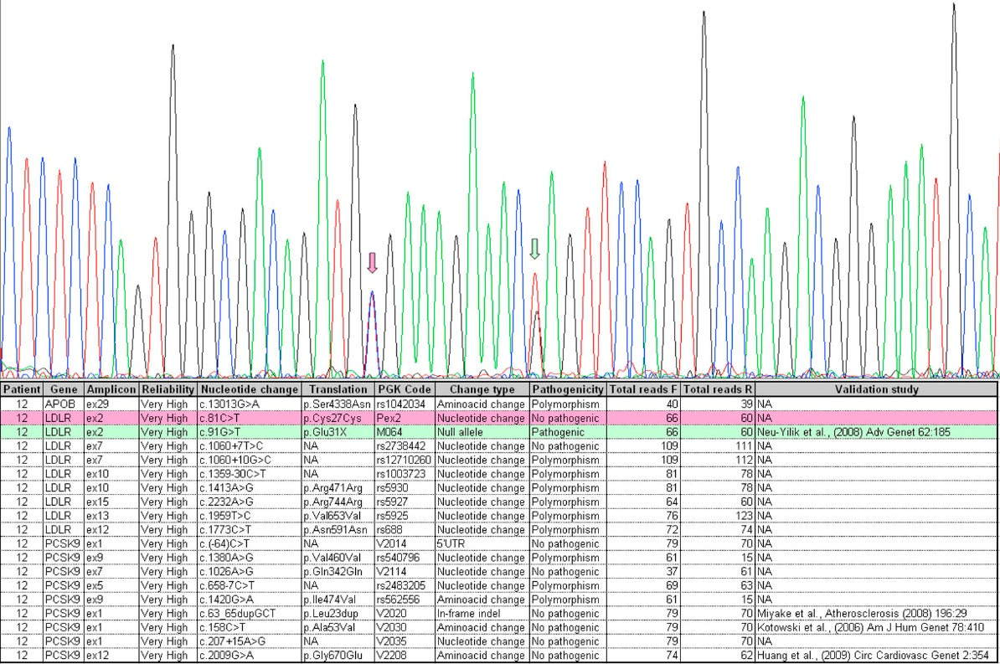 Patient Gene Amplicon Reliability Nucleotide change Translation PGK Code Change type Pathogenicity Total reads F Total reads R Validation study
12 APOB ex29 Very High c.13013G>A p.Ser4338Asn rs1042034 Aminoacid change Polymorphism 40 39 NA
12 LDLR ex2 Very High c.81C>T p.Cys27Cys Pex2 Nucleotide change No pathogenic 66 60 NA
12 LDLR ex2 Very High c.91G>T p.Glu31X M064 Null allele Pathogenic 66 60 Neu-Yilik et al., (2008) Adv Genet 62:185
12 LDLR ex7 Very High c.1060+7T>C NA rs2738442 Nucleotide change No pathogenic 109 111 NA
12 LDLR ex7 Very High c.1060+10G>C NA rs12710260 Nucleotide change Polymorphism 109 112 NA
12 LDLR ex10 Very High c.1359-30C>T NA rs1003723 Nucleotide change Polymorphism 81 78 NA
12 LDLR ex10 Very High c.1413A>G p.Arg471Arg rs5930 Nucleotide change Polymorphism 81 78 NA
12 LDLR ex15 Very High c.2232A>G p.Arg744Arg rs5927 Nucleotide change Polymorphism 64 60 NA
12 LDLR ex13 Very High c.1959T>C p.Val653Val rs5925 Nucleotide change Polymorphism 76 123 NA
12 LDLR ex12 Very High c.1773C>T p.Asn591Asn rs688 Nucleotide change Polymorphism 72 74 NA
12 PCSK9 ex1 Very High c.(-64)C>T NA V2014 5'UTR No pathogenic 79 70 NA
12 PCSK9 ex9 Very High c.1380A>G p.Val460Val rs540796 Nucleotide change Polymorphism 61 15 NA
12 PCSK9 ex7 Very High c.1026A>G p.Gln342Gln V2114 Nucleotide change No pathogenic 37 61 NA
12 PCSK9 ex5 Very High c.658-7C>T NA rs2483205 Nucleotide change Polymorphism 69 63 NA
12 PCSK9 ex9 Very High c.1420G>A p.Ile474Val rs562556 Aminoacid change Polymorphism 61 15 NA
12 PCSK9 ex1 Very High c.63_65dupGCT p.Leu23dup V2020 In-frame indel No pathogenic 79 70 Miyake et al., Atherosclerosis (2008) 196:29
12 PCSK9 ex1 Very High c.158C>T p.Ala53Val V2030 Aminoacid change No pathogenic 79 70 Kotowski et al., (2006) Am J Hum Genet 78:410
12 PCSK9 ex1 Very High c.207+15A>G NA V2035 Nucleotide change No pathogenic 79 70 NA
12 PCSK9 ex12 Very High c.2009G>A p.Gly670Glu V2208 Nucleotide change No pathogenic 74 62 Huang et al., (2009) Circ Cardiovasc Genet 2:354